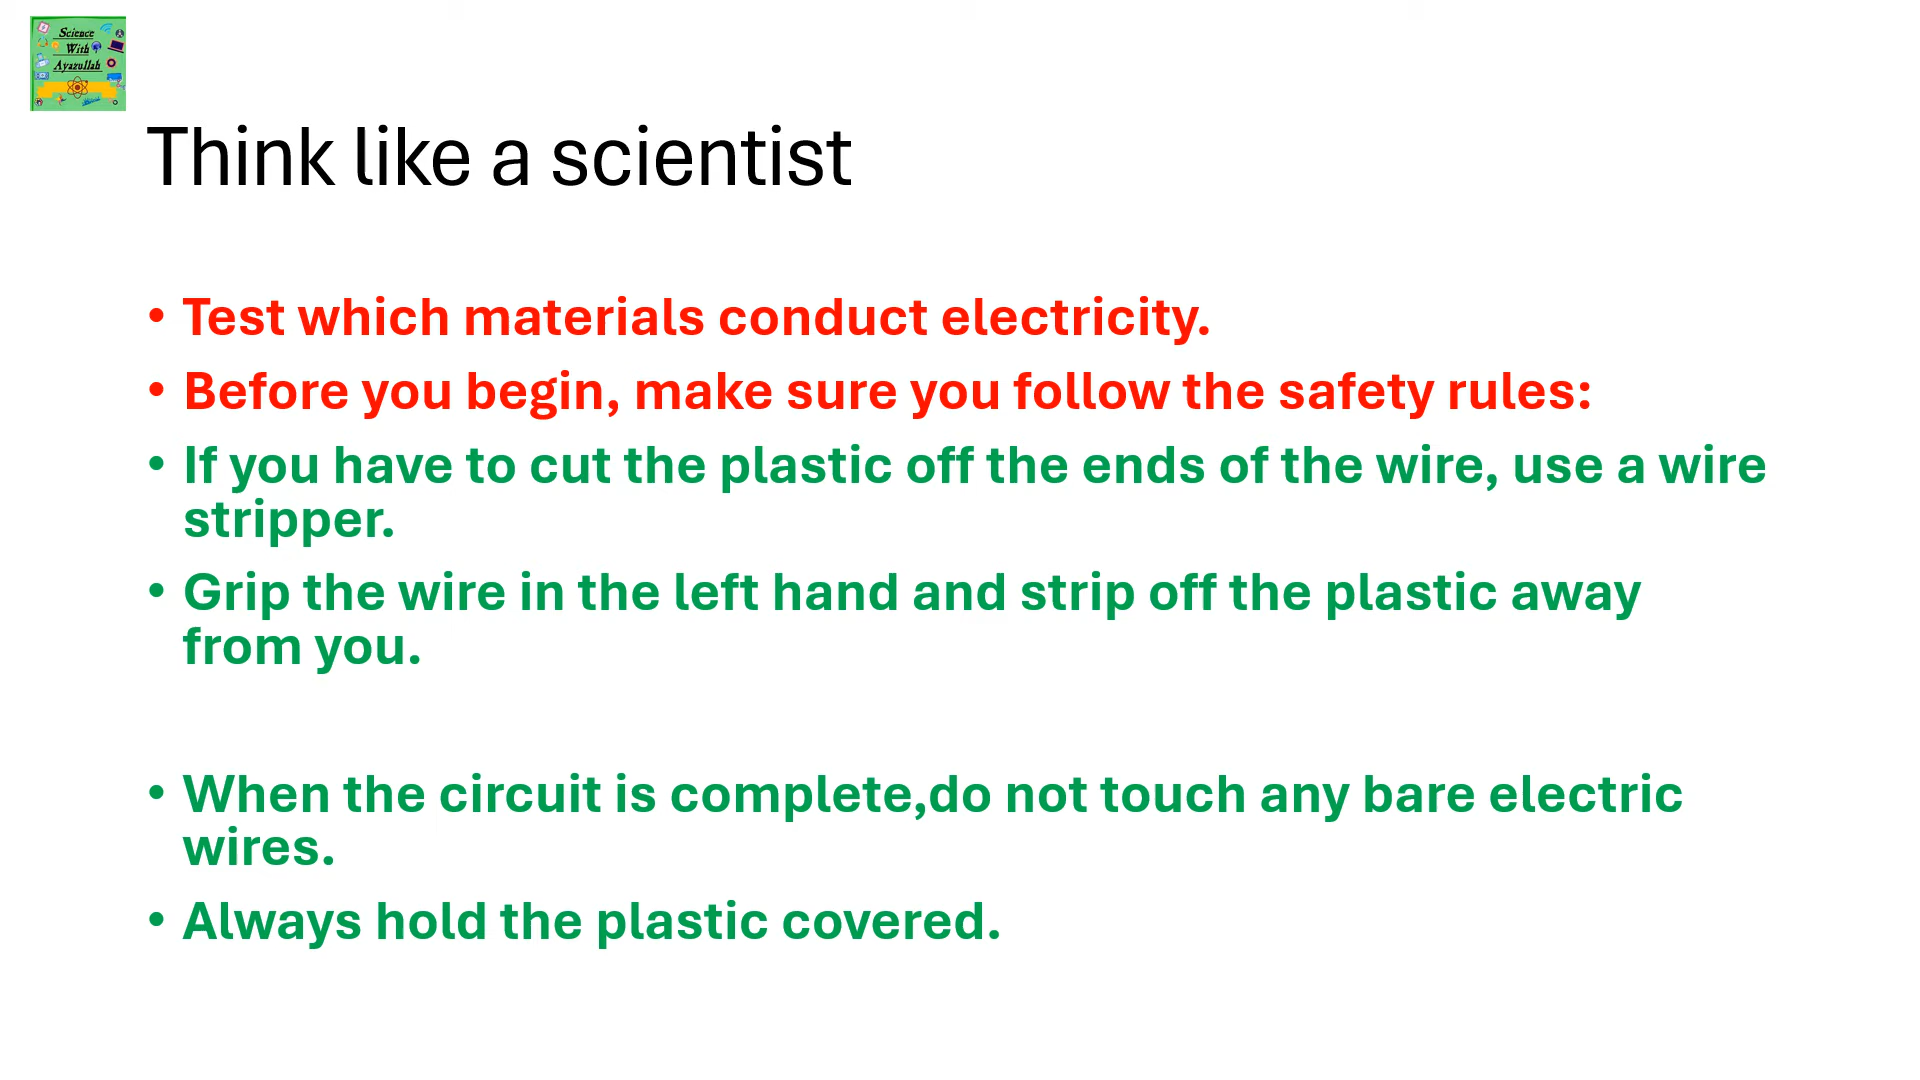 Science
With
Ayazullah
Think like a scientist
• Test which materials conduct electricity.
• Before you begin, make sure you follow the safety rules:
• If you have to cut the plastic off the ends of the wire, use a wire
stripper.
• Grip the wire in the left hand and strip off the plastic away
from you.
• When the circuit is complete,do not touch any bare electric
wires.
• Always hold the plastic covered.